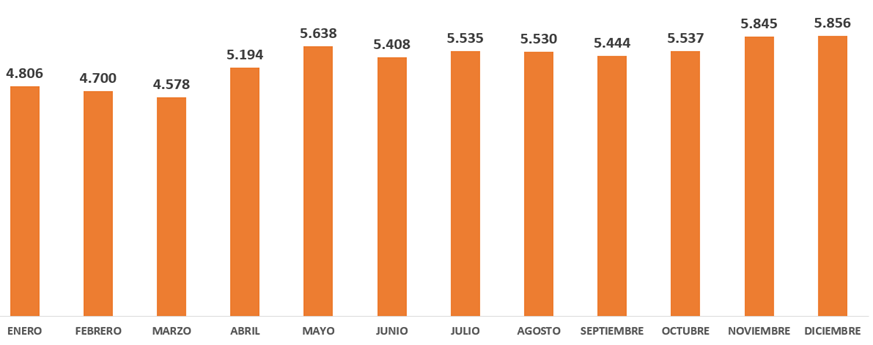 4.806
4.700
4.578
5.194
5.638
5.408
5.535
5.530
5.444
5.537
5.845
5.856
ENERO
FEBRERO
MARZO
ABRIL
MAYO
JUNIO
JULIO
AGOSTO
SEPTIEMBRE
OCTUBRE
NOVIEMBRE
DICIEMBRE